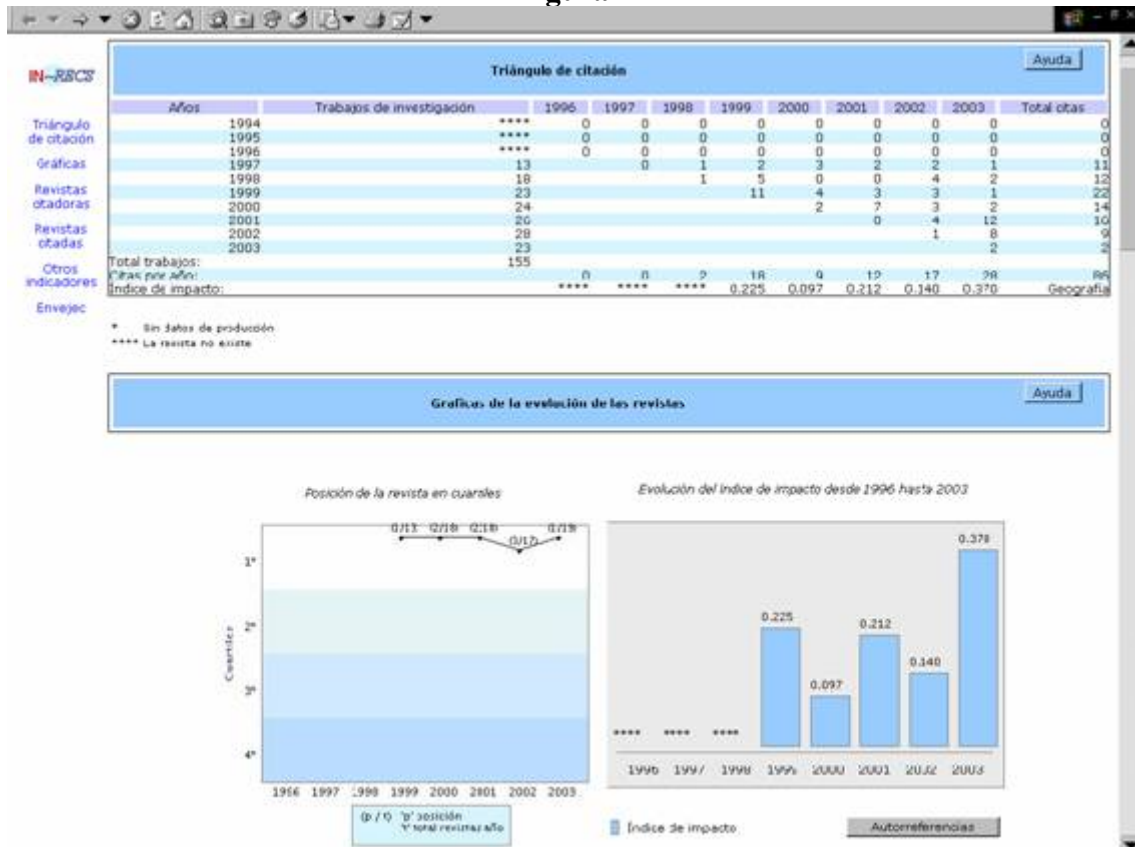 IN-RECS
Triángulo de citación
Gráficas
Revistas citadoras
Revistas citadas
Otros indicadores
Envejec
Triángulo de citación
Ayuda
Años Trabajos de investigación 1996 1997 1998 1999 2000 2001 2002 2003 Total citas
1994 **** 0 0 0 0 0 0 0 0 0
1995 **** 0 0 0 0 0 0 0 0 0
1996 **** 0 0 0 0 0 0 0 0 0
1997 13 0 1 2 3 2 2 1 11
1998 18 1 5 0 0 4 2 12
1999 23 11 4 3 3 1 22
2000 24 2 7 3 2 14
2001 0 4 12
2002 28 1 8 9
2003 23 2 2
Total trabajos: 155
Citas por año: 0 0 2 18 9 12 17 28 86
Índice de impacto: **** **** **** 0.225 0.097 0.212 0.140 0.370 Geografía
* Sin datos de producción
**** La revista no existe
Graficas de la evolución de las revistas
Ayuda
Posición de la revista en cuartiles
Cuartiles
1º
2º
3º
4º
1997 1998 1999 2000 2001 2002 2003
(p / t) 'p' posición
't' total revistas año
Evolución del índice de impacto desde 1996 hasta 2003
**** **** **** 0.225 0.097 0.212 0.140 0.370
1996 1997 1998 1999 2000 2001 2002 2003
Índice de impacto
Autorreferencias